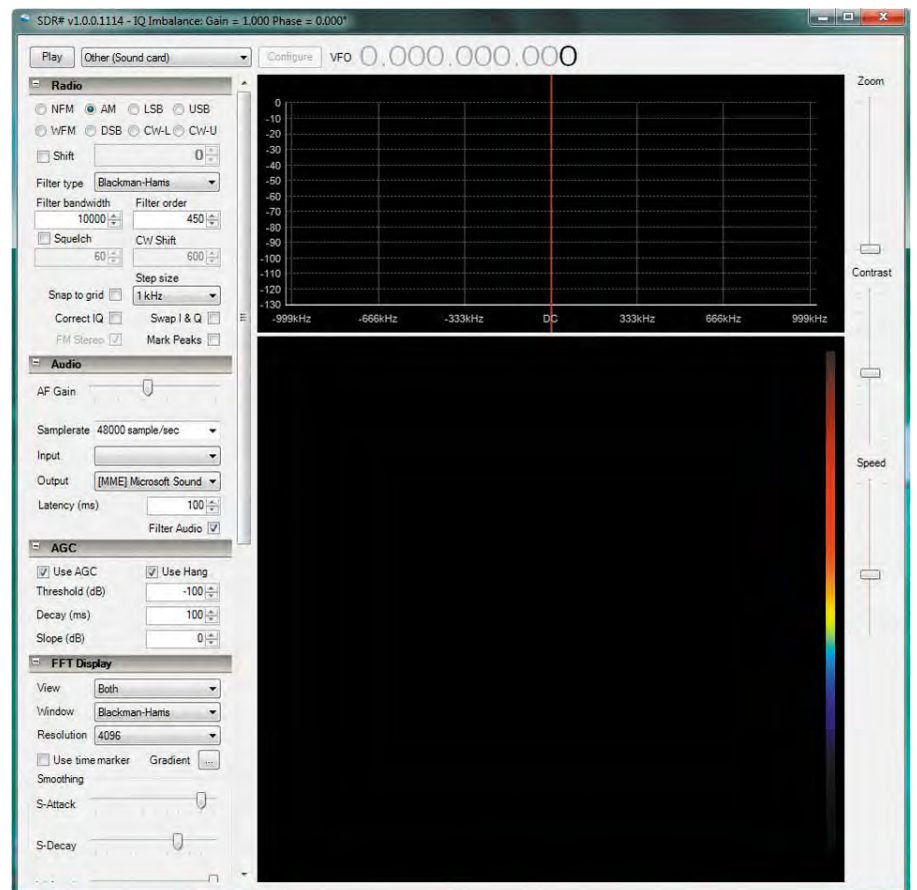 SDR# v1.0.0.1114 - IQ Imbalance: Gain = 1,000 Phase = 0,000°
Play Other (Sound card) Configure VFO 0.000.000.000
Radio
NFM AM LSB USB
WFM DSB CW-L CW-U
Shift 0
Filter type Blackman-Harris
Filter bandwidth Filter order
10000 450
Squelch CW Shift
60 600
Step size
Snap to grid 1 kHz
Correct IQ Swap I & Q
FM Stereo Mark Peaks
Audio
AF Gain
Samplerate 48000 sample/sec
Input
Output [MME] Microsoft Sound
Latency (ms) 100
Filter Audio
AGC
Use AGC Use Hang
Threshold (dB) -100
Decay (ms) 100
Slope (dB) 0
FFT Display
View Both
Window Blackman-Harris
Resolution 4096
Use time marker Gradient ...
Smoothing
S-Attack
S-Decay
0
-10
-20
-30
-40
-50
-60
-70
-80
-90
-100
-110
-120
-130
-999kHz -666kHz -333kHz DC 333kHz 666kHz 999kHz
Zoom
Contrast
Speed